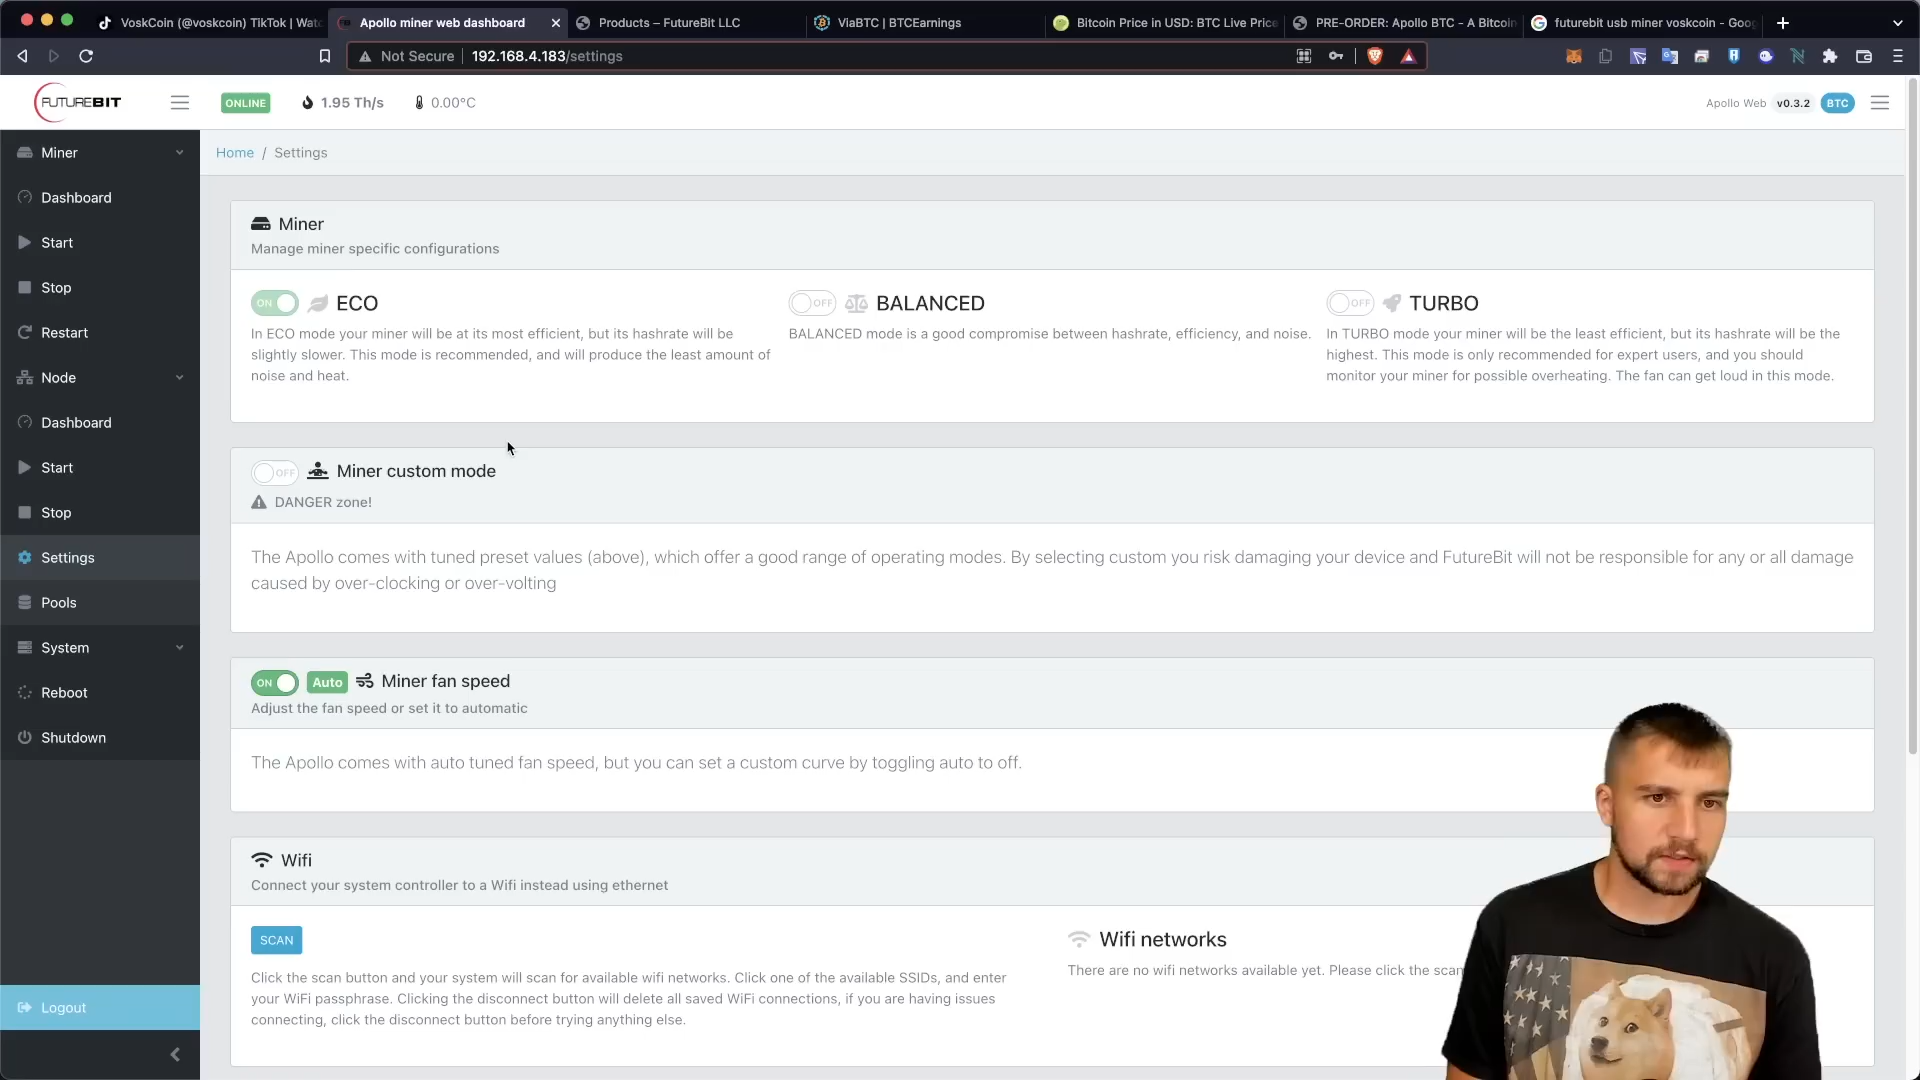 VoskCoin (@voskcoin) TikTok | Wat
Apollo miner web dashboard
Products – FutureBit LLC
ViaBTC | BTCEarnings
Bitcoin Price in USD: BTC Live Price
PRE-ORDER: Apollo BTC - A Bitcoin
futurebit usb miner voskcoin - Goog
Not Secure
192.168.4.183/settings
FUTUREBIT
ONLINE
1.95 Th/s
0.00°C
Apollo Web
v0.3.2
BTC
Miner
Dashboard
Start
Stop
Restart
Node
Dashboard
Start
Stop
Settings
Pools
System
Reboot
Shutdown
Logout
Home / Settings
Miner
Manage miner specific configurations
ON ECO
In ECO mode your miner will be at its most efficient, but its hashrate will be
slightly slower. This mode is recommended, and will produce the least amount of
noise and heat.
OFF BALANCED
BALANCED mode is a good compromise between hashrate, efficiency, and noise.
OFF TURBO
In TURBO mode your miner will be the least efficient, but its hashrate will be the
highest. This mode is only recommended for expert users, and you should
monitor your miner for possible overheating. The fan can get loud in this mode.
OFF Miner custom mode
DANGER zone!
The Apollo comes with tuned preset values (above), which offer a good range of operating modes. By selecting custom you risk damaging your device and FutureBit will not be responsible for any or all damage
caused by over-clocking or over-volting
ON Auto Miner fan speed
Adjust the fan speed or set it to automatic
The Apollo comes with auto tuned fan speed, but you can set a custom curve by toggling auto to off.
Wifi
Connect your system controller to a Wifi instead using ethernet
SCAN
Click the scan button and your system will scan for available wifi networks. Click one of the available SSIDs, and enter
your WiFi passphrase. Clicking the disconnect button will delete all saved WiFi connections, if you are having issues
connecting, click the disconnect button before trying anything else.
Wifi networks
There are no wifi networks available yet. Please click the scan